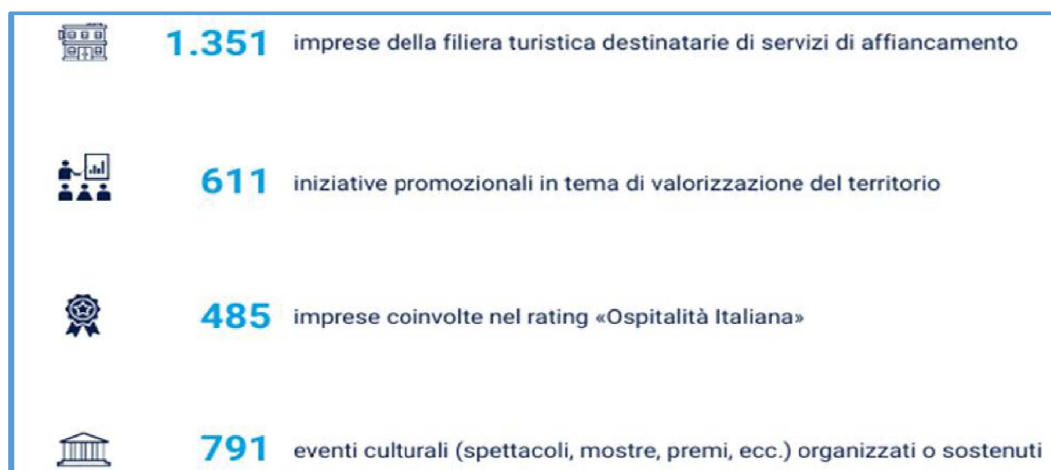 1.351 imprese della filiera turistica destinatarie di servizi di affiancamento
611 iniziative promozionali in tema di valorizzazione del territorio
485 imprese coinvolte nel rating «Ospitalità Italiana»
791 eventi culturali (spettacoli, mostre, premi, ecc.) organizzati o sostenuti